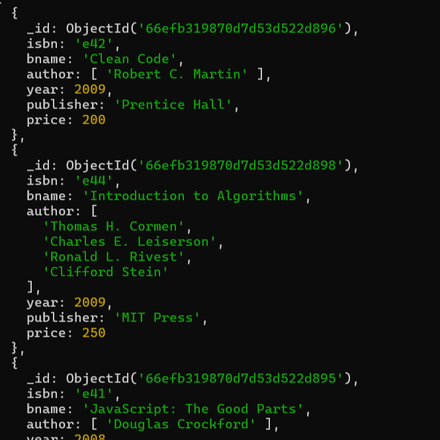 {
_id: ObjectId('66efb319870d7d53d522d896'),
isbn: 'e42',
bname: 'Clean Code',
author: [ 'Robert C. Martin' ],
year: 2009,
publisher: 'Prentice Hall',
price: 200
},
{
_id: ObjectId('66efb319870d7d53d522d898'),
isbn: 'e44',
bname: 'Introduction to Algorithms',
author: [
'Thomas H. Cormen',
'Charles E. Leiserson',
'Ronald L. Rivest',
'Clifford Stein'
],
year: 2009,
publisher: 'MIT Press',
price: 250
},
{
_id: ObjectId('66efb319870d7d53d522d895'),
isbn: 'e41',
bname: 'JavaScript: The Good Parts',
author: [ 'Douglas Crockford' ],
year: 2008,